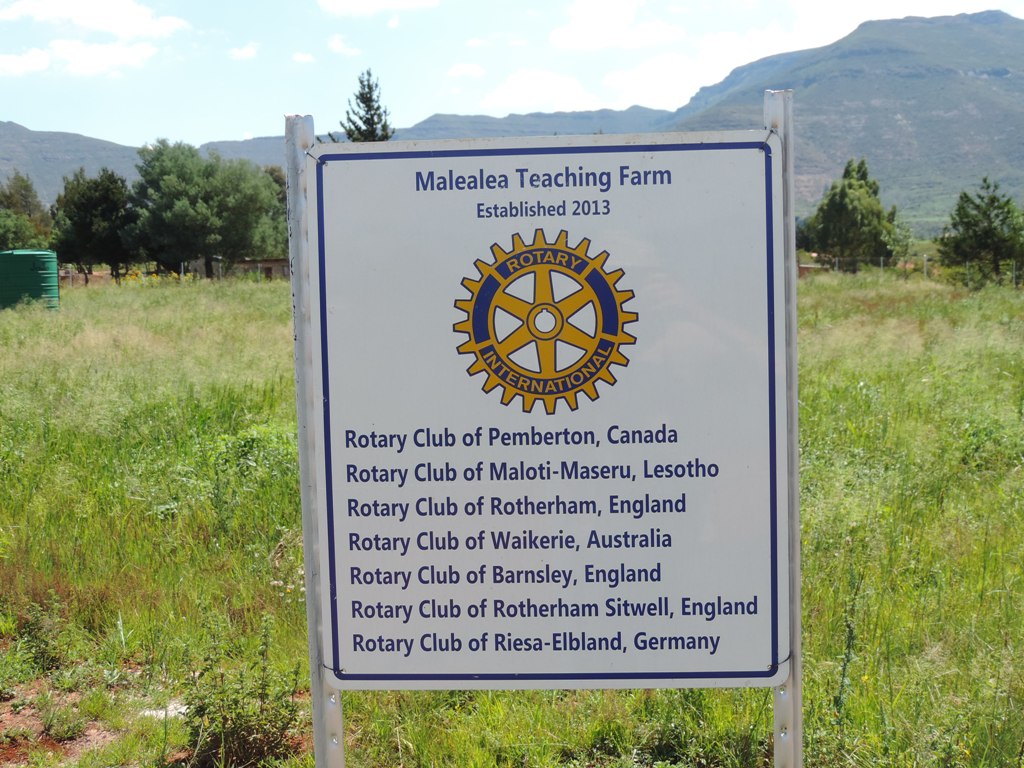 Malealea Teaching Farm
Established 2013
ROTARY
INTERNATIONAL
Rotary Club of Pemberton, Canada
Rotary Club of Maloti-Maseru, Lesotho
Rotary Club of Rotherham, England
Rotary Club of Waikerie, Australia
Rotary Club of Barnsley, England
Rotary Club of Rotherham Sitwell, England
Rotary Club of Riesa-Elbland, Germany